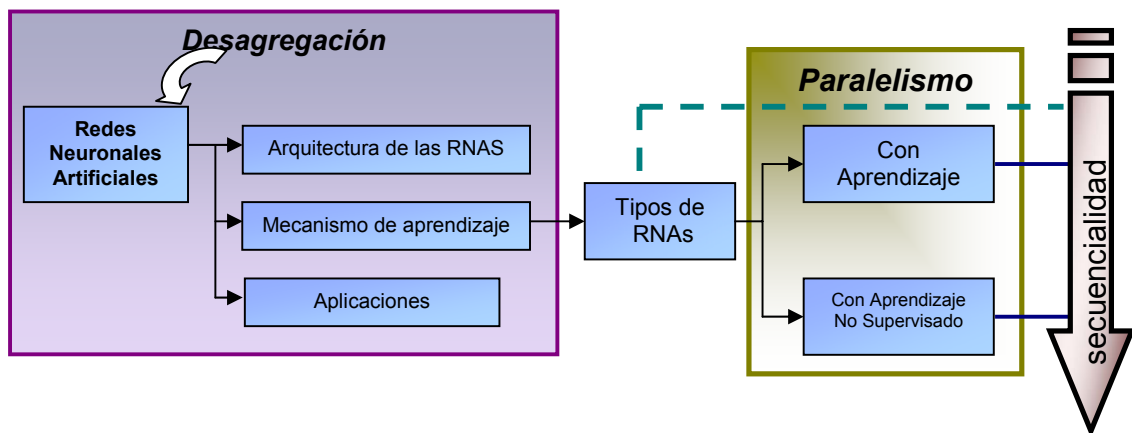 Desagregación
Redes
Neuronales
Artificiales
Arquitectura de las RNAS
Mecanismo de aprendizaje
Aplicaciones
Tipos de
RNAs
Paralelismo
Con
Aprendizaje
Con Aprendizaje
No Supervisado
secuencialidad